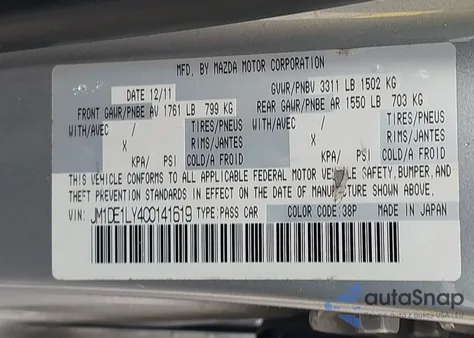 MFD. BY MAZDA MOTOR CORPORATION
DATE 12/11
GVWR/PNBV 3311 LB 1502 KG
FRONT GAWR/PNBE AV 1761 LB 799 KG
REAR GAWR/PNBE AR 1550 LB 703 KG
WITH/AVEC / TIRES/PNEUS WITH/AVEC / TIRES/PNEUS
X RIMS/JANTES X RIMS/JANTES
KPA/ PSI COLD/A FROID KPA/ PSI COLD/A FROID
THIS VEHICLE CONFORMS TO ALL APPLICABLE FEDERAL MOTOR VEHICLE SAFETY, BUMPER, AND
THEFT PREVENTION STANDARDS IN EFFECT ON THE DATE OF MANUFACTURE SHOWN ABOVE.
VIN: JM1DE1LY4C0141619 TYPE:PASS CAR COLOR CODE:38P MADE IN JAPAN
autoSnap